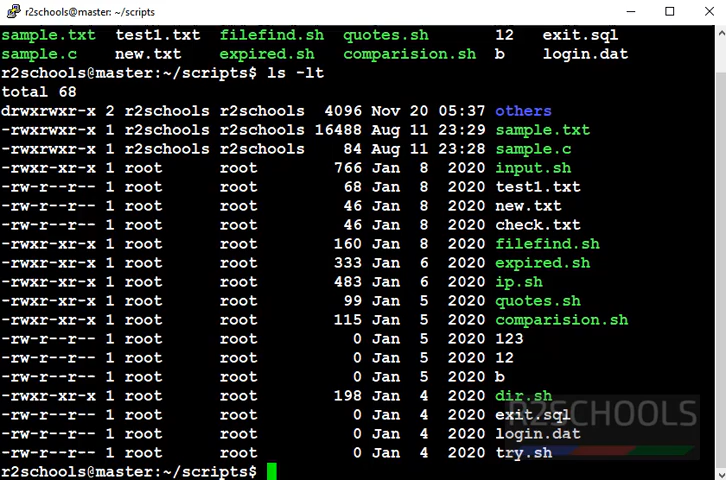 r2schools@master: ~/scripts
sample.txt test1.txt filefind.sh quotes.sh 12 exit.sql
sample.c new.txt expired.sh comparision.sh b login.dat
r2schools@master:~/scripts$ ls -lt
total 68
drwxrwxr-x 2 r2schools r2schools 4096 Nov 20 05:37 others
-rwxrwxr-x 1 r2schools r2schools 16488 Aug 11 23:29 sample.txt
-rwxrwxr-x 1 r2schools r2schools 84 Aug 11 23:28 sample.c
-rwxr-xr-x 1 root root 766 Jan 8 2020 input.sh
-rw-r--r-- 1 root root 68 Jan 8 2020 test1.txt
-rw-r--r-- 1 root root 46 Jan 8 2020 new.txt
-rw-r--r-- 1 root root 46 Jan 8 2020 check.txt
-rwxr-xr-x 1 root root 160 Jan 8 2020 filefind.sh
-rwxr-xr-x 1 root root 333 Jan 6 2020 expired.sh
-rwxr-xr-x 1 root root 483 Jan 6 2020 ip.sh
-rwxr-xr-x 1 root root 99 Jan 5 2020 quotes.sh
-rwxr-xr-x 1 root root 115 Jan 5 2020 comparision.sh
-rw-r--r-- 1 root root 0 Jan 5 2020 123
-rw-r--r-- 1 root root 0 Jan 5 2020 12
-rw-r--r-- 1 root root 0 Jan 5 2020 b
-rwxr-xr-x 1 root root 198 Jan 4 2020 dir.sh
-rw-r--r-- 1 root root 0 Jan 4 2020 exit.sql
-rw-r--r-- 1 root root 0 Jan 4 2020 login.dat
-rw-r--r-- 1 root root 0 Jan 4 2020 try.sh
r2schools@master:~/scripts$
R2SCHOOLS